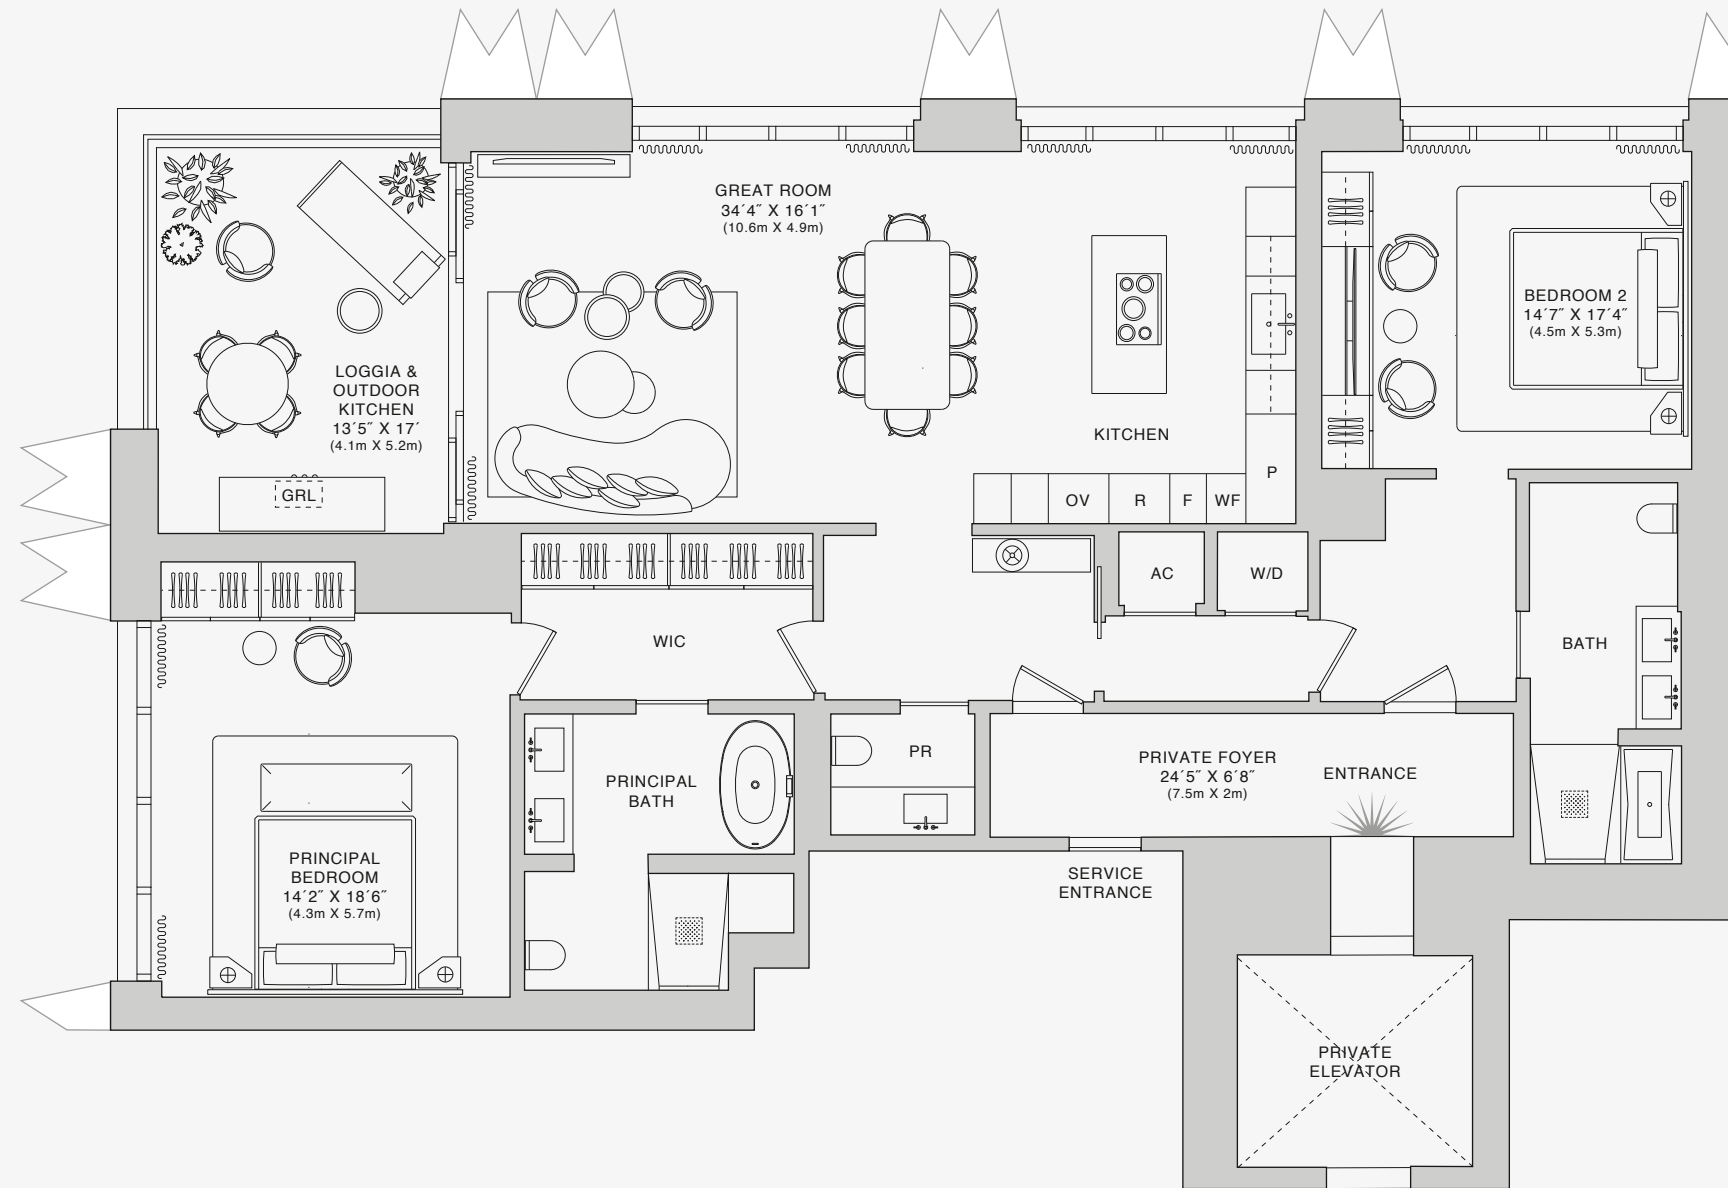 GREAT ROOM
34´4˝ X 16´1˝
(10.6m X 4.9m)
LOGGIA &
OUTDOOR
KITCHEN
13´5˝ X 17´
(4.1m X 5.2m)
GRL
KITCHEN
OV
R
F
WF
P
BEDROOM 2
14´7˝ X 17´4˝
(4.5m X 5.3m)
AC
W/D
WIC
BATH
PRINCIPAL
BATH
PR
PRIVATE FOYER
24´5˝ X 6´8˝
(7.5m X 2m)
ENTRANCE
PRINCIPAL
BEDROOM
14´2˝ X 18´6˝
(4.3m X 5.7m)
SERVICE
ENTRANCE
PRIVATE
ELEVATOR